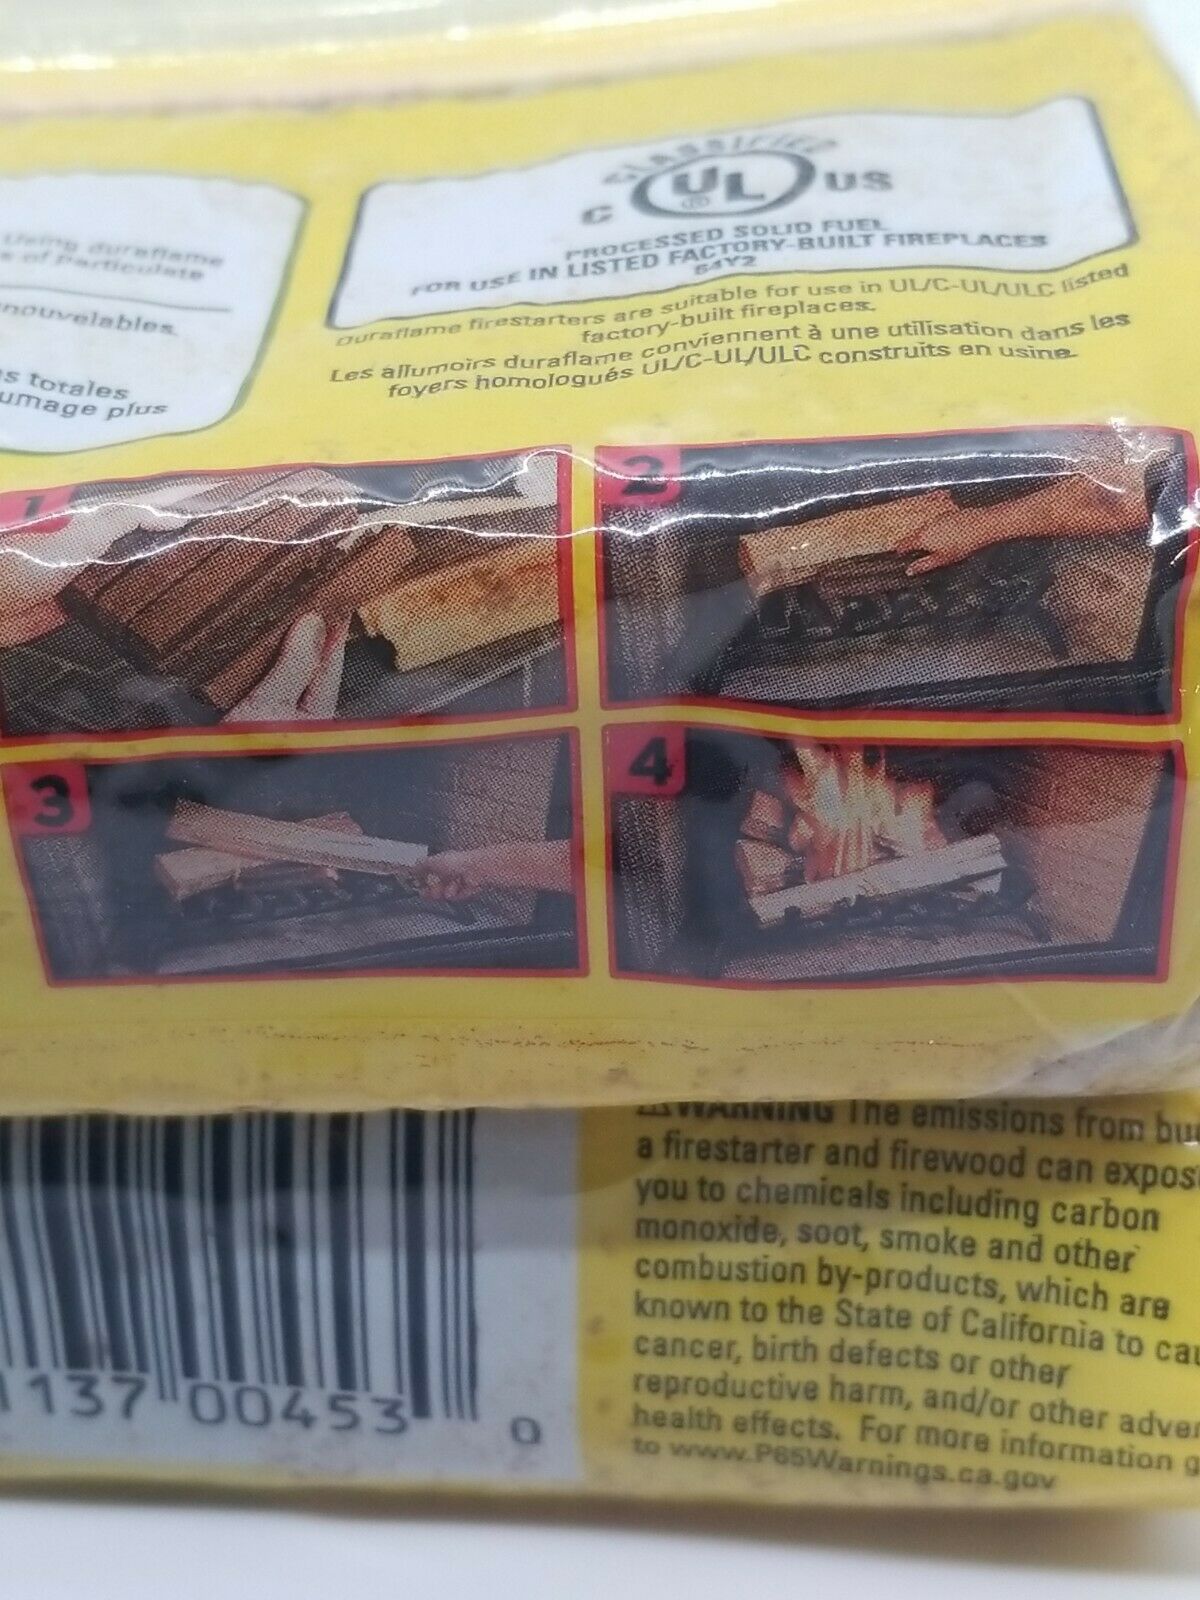 CLASSIFIED
C UL US
®
PROCESSED SOLID FUEL
FOR USE IN LISTED FACTORY-BUILT FIREPLACES
64Y2
Duraflame firestarters are suitable for use in UL/C-UL/ULC listed
factory-built fireplaces.
Les allumoirs duraflame conviennent à une utilisation dans les
foyers homologués UL/C-UL/ULC construits en usine.
Using duraflame
s of Particulate
nouvelables.
s totales
umage plus
1
2
3
4
⚠WARNING The emissions from bu
a firestarter and firewood can expos
you to chemicals including carbon
monoxide, soot, smoke and other
combustion by-products, which are
known to the State of California to cau
cancer, birth defects or other
reproductive harm, and/or other adver
health effects. For more information g
to www.P65Warnings.ca.gov
1137 00453 0